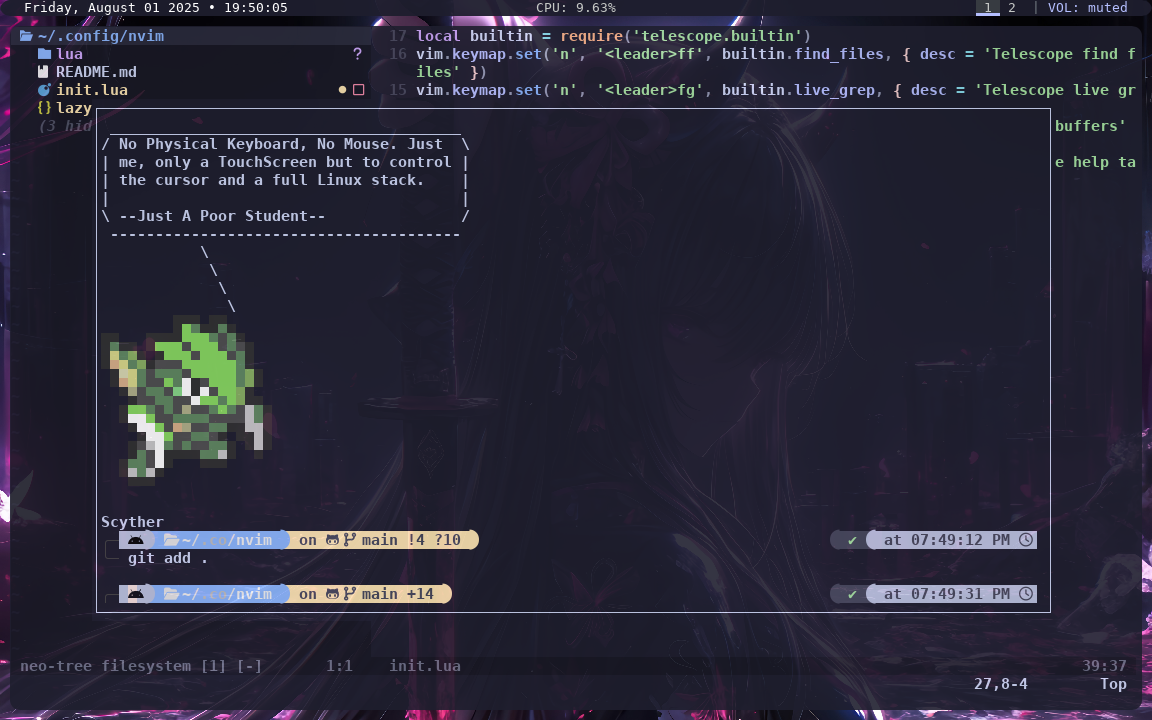 Friday, August 01 2025 • 19:50:05 CPU: 9.63% 1 2 | VOL: muted
~/.config/nvim
lua ?
README.md
init.lua
lazy
(3 hid
17 local builtin = require('telescope.builtin')
16 vim.keymap.set('n', '<leader>ff', builtin.find_files, { desc = 'Telescope find f
iles' })
15 vim.keymap.set('n', '<leader>fg', builtin.live_grep, { desc = 'Telescope live gr
buffers'
e help ta
/ No Physical Keyboard, No Mouse. Just \
| me, only a TouchScreen but to control |
| the cursor and a full Linux stack. |
| |
\ --Just A Poor Student-- /
---------------------------------------
\
\
\
\
Scyther
~/.co/nvim on main !4 ?10 ✔ at 07:49:12 PM
git add .
~/.co/nvim on main +14 ✔ at 07:49:31 PM
neo-tree filesystem [1] [-] 1:1 init.lua 39:37
27,8-4 Top